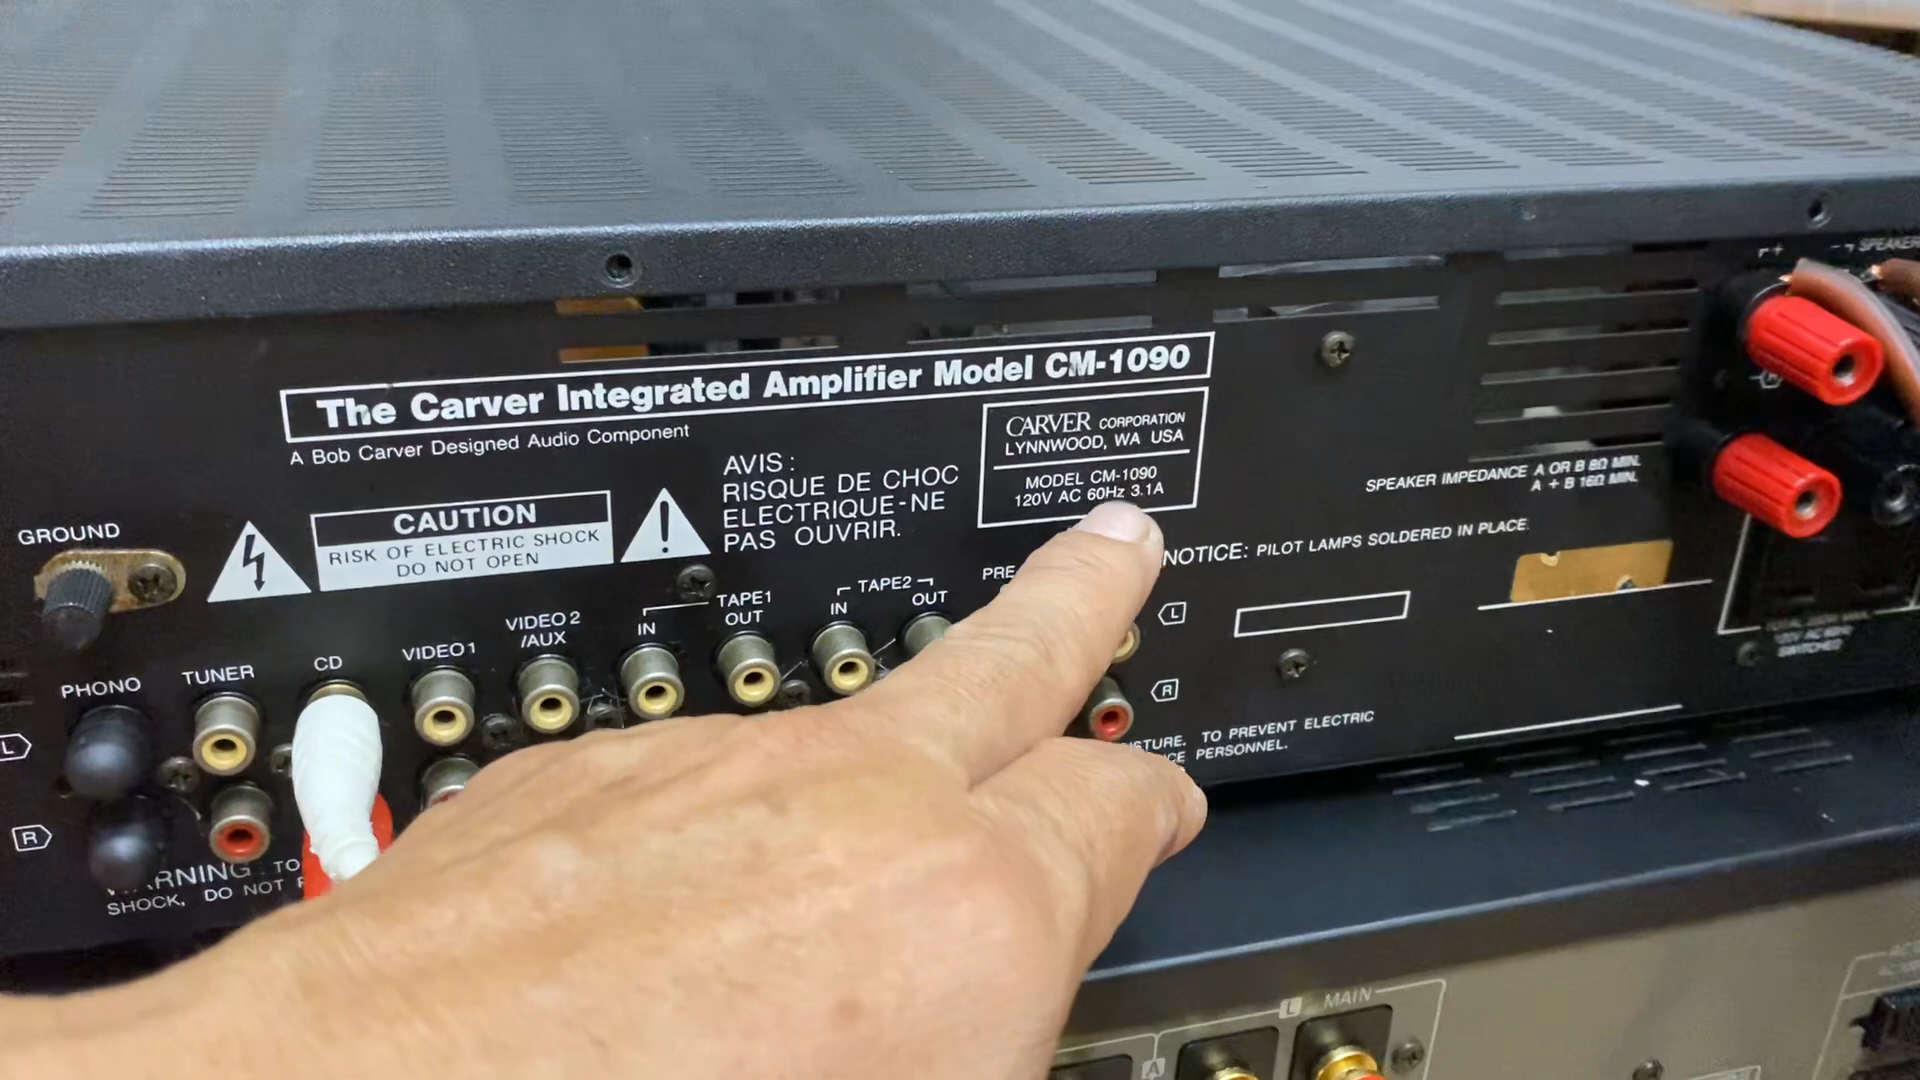 The Carver Integrated Amplifier Model CM-1090
A Bob Carver Designed Audio Component
CARVER CORPORATION
LYNNWOOD, WA USA
MODEL CM-1090
120V AC 60Hz 3.1A
AVIS :
RISQUE DE CHOC
ELECTRIQUE-NE
PAS OUVRIR.
CAUTION
RISK OF ELECTRIC SHOCK
DO NOT OPEN
GROUND
SPEAKER
SPEAKER IMPEDANCE A OR B 8Ω MIN.
A + B 16Ω MIN.
NOTICE: PILOT LAMPS SOLDERED IN PLACE.
PHONO
TUNER
CD
VIDEO 1
VIDEO 2
/AUX
TAPE1
IN
OUT
TAPE2
IN
OUT
PRE
L
R
L
R
TO PREVENT ELECTRIC
PERSONNEL.
TO
SHOCK, DO NOT
SWITCHED
L MAIN
A